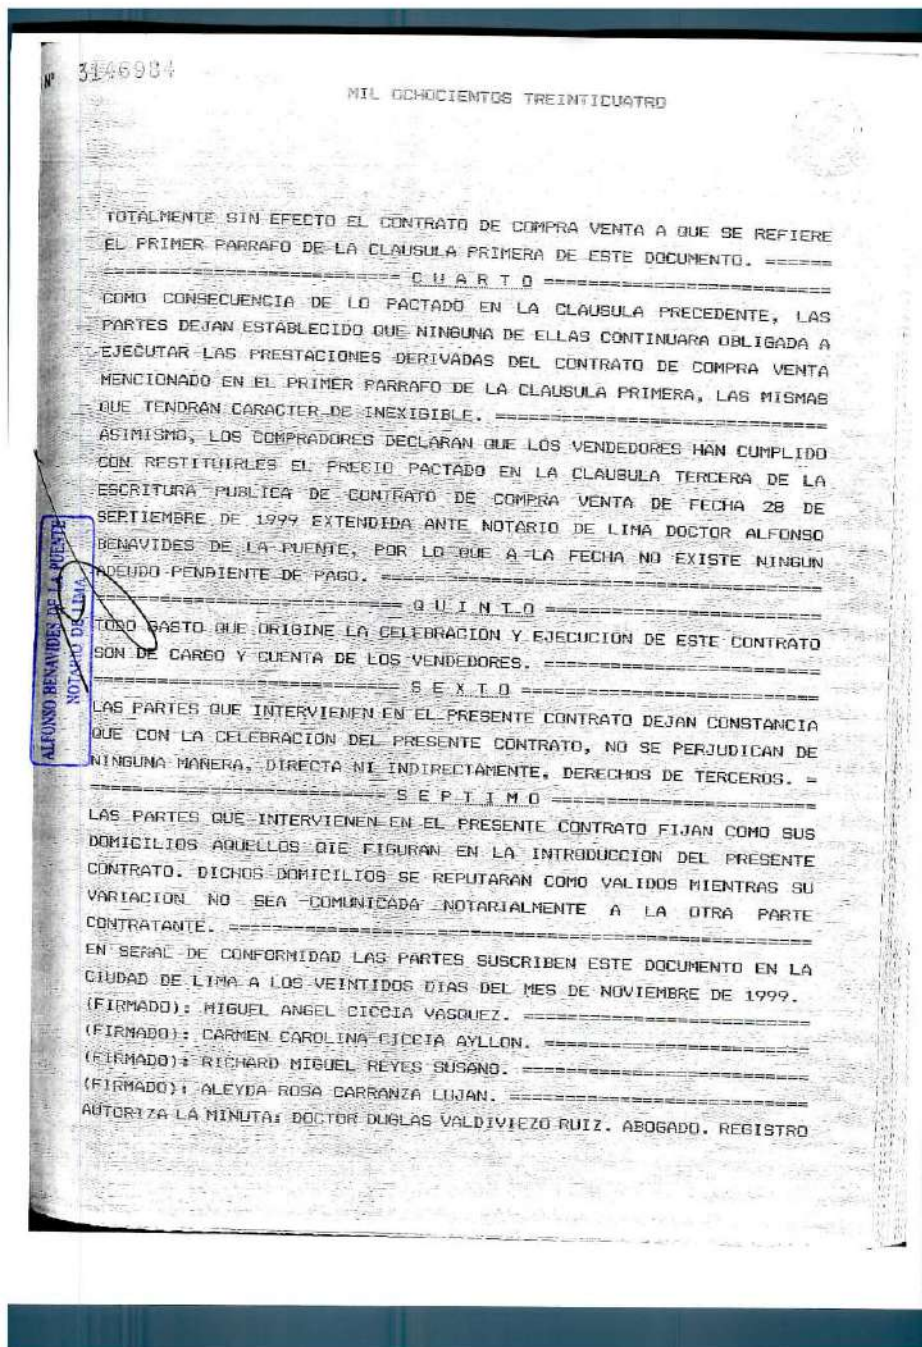 Nº 3146984
MIL OCHOCIENTOS TREINTICUATRO
TOTALMENTE SIN EFECTO EL CONTRATO DE COMPRA VENTA A QUE SE REFIERE
EL PRIMER PARRAFO DE LA CLAUSULA PRIMERA DE ESTE DOCUMENTO. ======
========================== C U A R T O =========================
COMO CONSECUENCIA DE LO PACTADO EN LA CLAUSULA PRECEDENTE, LAS
PARTES DEJAN ESTABLECIDO QUE NINGUNA DE ELLAS CONTINUARA OBLIGADA A
EJECUTAR LAS PRESTACIONES DERIVADAS DEL CONTRATO DE COMPRA VENTA
MENCIONADO EN EL PRIMER PARRAFO DE LA CLAUSULA PRIMERA, LAS MISMAS
QUE TENDRAN CARACTER DE INEXIGIBLE. ==============================
ASIMISMO, LOS COMPRADORES DECLARAN QUE LOS VENDEDORES HAN CUMPLIDO
CON RESTITUIRLES EL PRECIO PACTADO EN LA CLAUSULA TERCERA DE LA
ESCRITURA PUBLICA DE CONTRATO DE COMPRA VENTA DE FECHA 28 DE
SEPTIEMBRE DE 1999 EXTENDIDA ANTE NOTARIO DE LIMA DOCTOR ALFONSO
BENAVIDES DE LA PUENTE, POR LO QUE A LA FECHA NO EXISTE NINGUN
ADEUDO PENDIENTE DE PAGO. ========================================
=========================== Q U I N T O =========================
TODO GASTO QUE ORIGINE LA CELEBRACION Y EJECUCION DE ESTE CONTRATO
SON DE CARGO Y CUENTA DE LOS VENDEDORES. =========================
=========================== S E X T O ===========================
LAS PARTES QUE INTERVIENEN EN EL PRESENTE CONTRATO DEJAN CONSTANCIA
QUE CON LA CELEBRACION DEL PRESENTE CONTRATO, NO SE PERJUDICAN DE
NINGUNA MANERA, DIRECTA NI INDIRECTAMENTE, DERECHOS DE TERCEROS. =
========================== S E P T I M O ========================
LAS PARTES QUE INTERVIENEN EN EL PRESENTE CONTRATO FIJAN COMO SUS
DOMICILIOS AQUELLOS QIE FIGURAN EN LA INTRODUCCION DEL PRESENTE
CONTRATO. DICHOS DOMICILIOS SE REPUTARAN COMO VALIDOS MIENTRAS SU
VARIACION NO SEA COMUNICADA NOTARIALMENTE A LA OTRA PARTE
CONTRATANTE. =====================================================
EN SEÑAL DE CONFORMIDAD LAS PARTES SUSCRIBEN ESTE DOCUMENTO EN LA
CIUDAD DE LIMA A LOS VEINTIDOS DIAS DEL MES DE NOVIEMBRE DE 1999.
(FIRMADO): MIGUEL ANGEL CICCIA VASQUEZ. ==========================
(FIRMADO): CARMEN CAROLINA CICCIA AYLLON. ========================
(FIRMADO): RICHARD MIGUEL REYES SUSANO. ==========================
(FIRMADO): ALEYDA ROSA CARRANZA LUJAN. ===========================
AUTORIZA LA MINUTA: DOCTOR DUGLAS VALDIVIEZO RUIZ. ABOGADO. REGISTRO
ALFONSO BENAVIDES DE LA PUENTE
NOTARIO DE LIMA